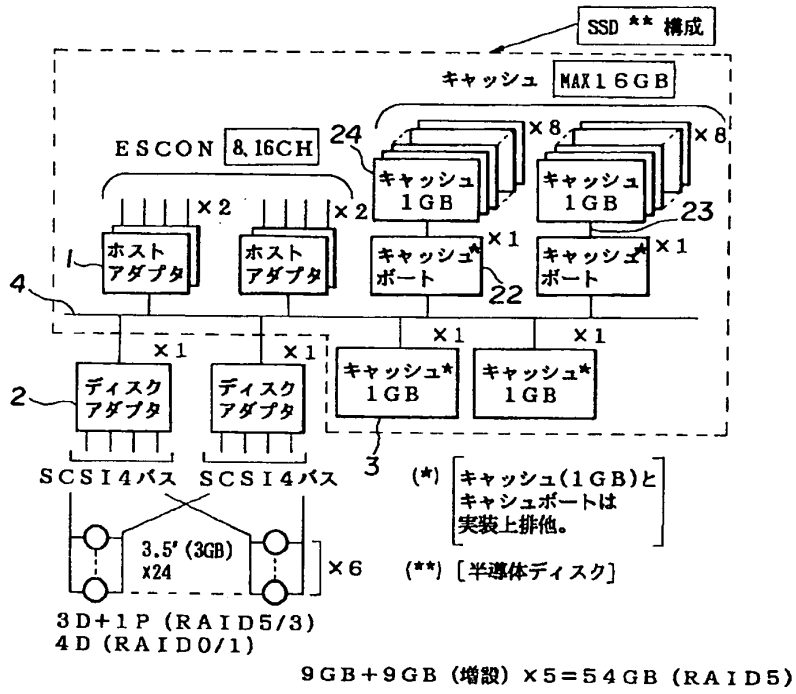 SSD ** 構成
キャッシュ MAX16GB
ESCON 8,16CH
24
×8
×8
キャッシュ
1GB
キャッシュ
1GB
23
×2
×2
1
ホスト
アダプタ
ホスト
アダプタ
×1
キャッシュ*
ポート
22
×1
キャッシュ*
ポート
4
×1
×1
×1
×1
2
ディスク
アダプタ
ディスク
アダプタ
キャッシュ*
1GB
キャッシュ*
1GB
3
SCSI4バス
SCSI4バス
(*) [キャッシュ(1GB)と
キャシュポートは
実装上排他。]
3.5' (3GB)
×24
×6
(**) [半導体ディスク]
3D+1P (RAID5/3)
4D (RAID0/1)
9GB+9GB (増設) ×5=54GB (RAID5)